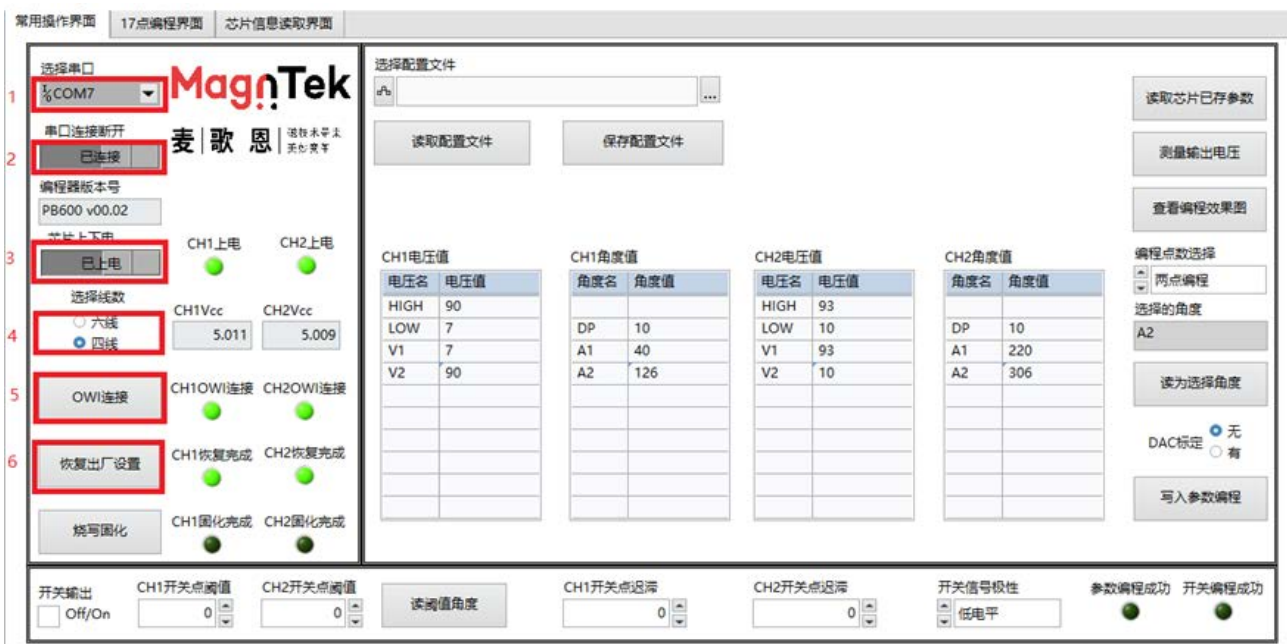 常用操作界面 17点编程界面 芯片信息读取界面
选择串口
1 COM7
MagnTek
麦|歌 恩
串口连接断开
2 已连接
编程器版本号
PB600 v00.02
芯片上下电
3 已上电
CH1上电 CH2上电
选择线数
4 六线
四线
CH1Vcc CH2Vcc
5.011 5.009
5 OWI连接
CH1OWI连接 CH2OWI连接
6 恢复出厂设置
CH1恢复完成 CH2恢复完成
烧写固化
CH1固化完成 CH2固化完成
选择配置文件
...
读取配置文件 保存配置文件
CH1电压值
电压名 电压值
HIGH 90
LOW 7
V1 7
V2 90
CH1角度值
角度名 角度值
DP 10
A1 40
A2 126
CH2电压值
电压名 电压值
HIGH 93
LOW 10
V1 93
V2 10
CH2角度值
角度名 角度值
DP 10
A1 220
A2 306
读取芯片已存参数
测量输出电压
查看编程效果图
编程点数选择
两点编程
选择的角度
A2
读为选择角度
DAC标定 无
有
写入参数编程
开关输出
Off/On
CH1开关点阈值
0
CH2开关点阈值
0
读阈值角度
CH1开关点迟滞
0
CH2开关点迟滞
0
开关信号极性
低电平
参数编程成功 开关编程成功